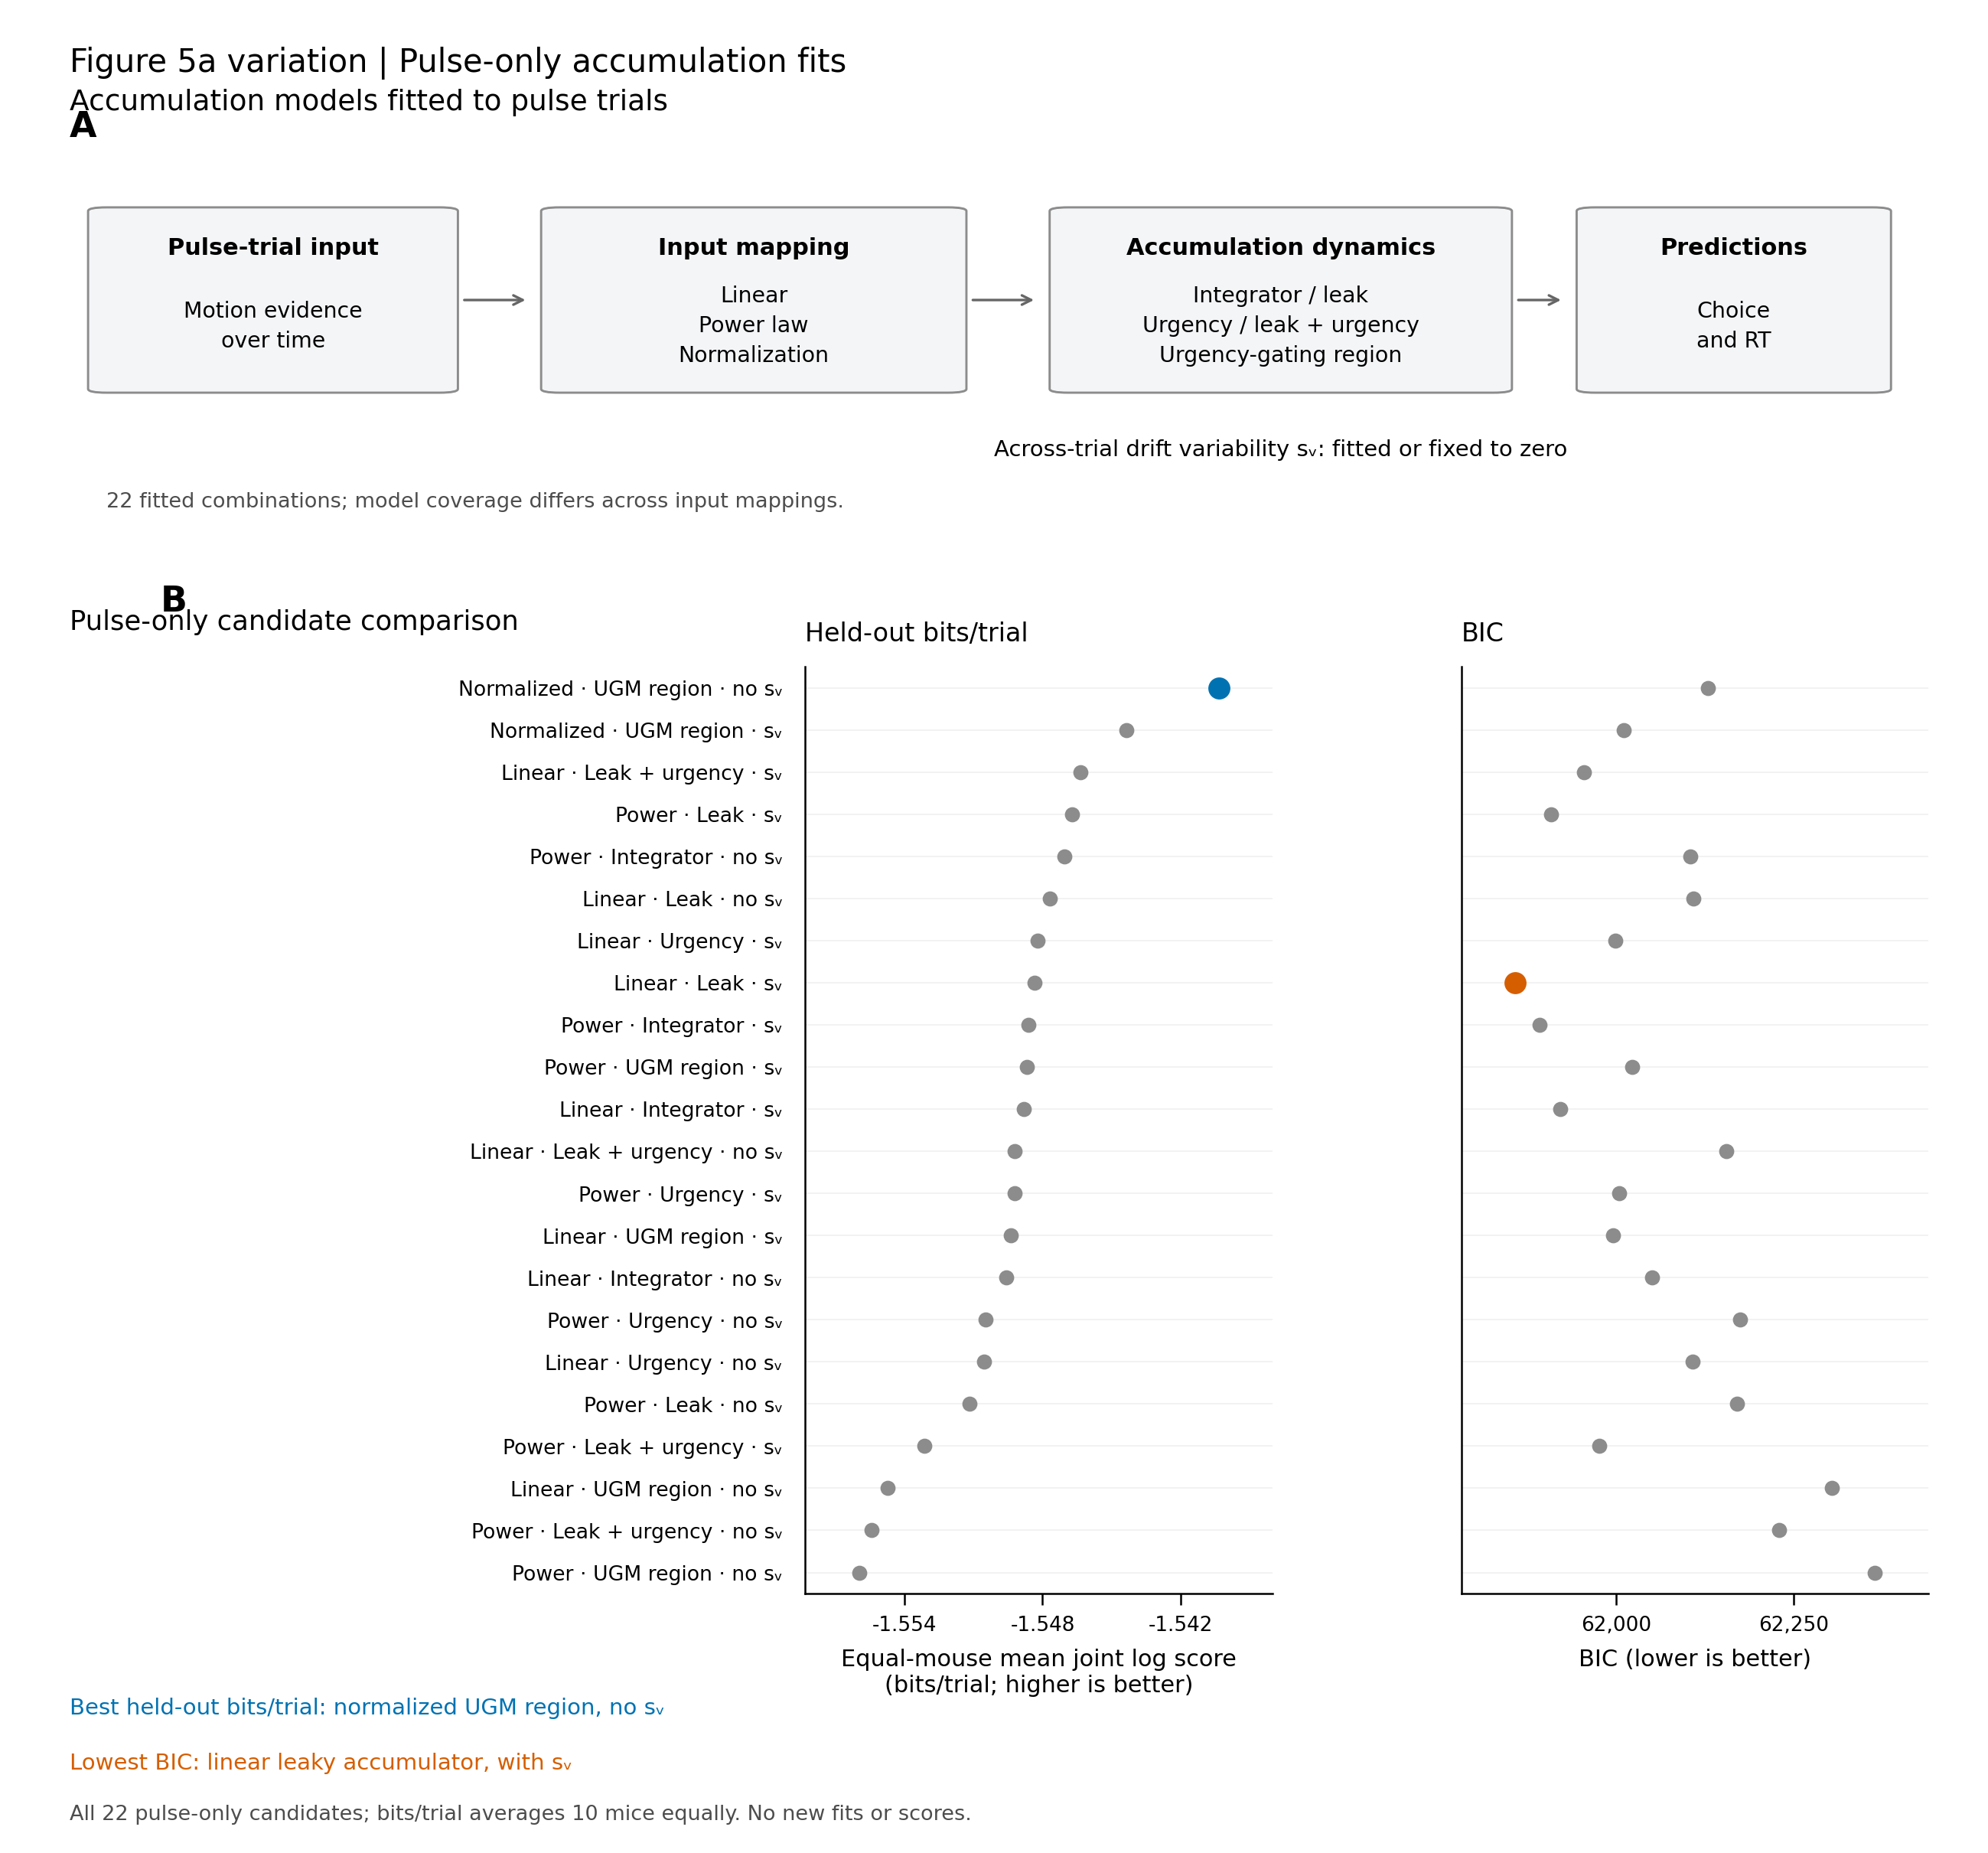 Figure 5a variation | Pulse-only accumulation fits
Accumulation models fitted to pulse trials
A
Pulse-trial input
Motion evidence
over time
Input mapping
Linear
Power law
Normalization
Accumulation dynamics
Integrator / leak
Urgency / leak + urgency
Urgency-gating region
Predictions
Choice
and RT
Across-trial drift variability sᵥ: fitted or fixed to zero
22 fitted combinations; model coverage differs across input mappings.
B
Pulse-only candidate comparison
Held-out bits/trial
BIC
Normalized · UGM region · no sᵥ
Normalized · UGM region · sᵥ
Linear · Leak + urgency · sᵥ
Power · Leak · sᵥ
Power · Integrator · no sᵥ
Linear · Leak · no sᵥ
Linear · Urgency · sᵥ
Linear · Leak · sᵥ
Power · Integrator · sᵥ
Power · UGM region · sᵥ
Linear · Integrator · sᵥ
Linear · Leak + urgency · no sᵥ
Power · Urgency · sᵥ
Linear · UGM region · sᵥ
Linear · Integrator · no sᵥ
Power · Urgency · no sᵥ
Linear · Urgency · no sᵥ
Power · Leak · no sᵥ
Power · Leak + urgency · sᵥ
Linear · UGM region · no sᵥ
Power · Leak + urgency · no sᵥ
Power · UGM region · no sᵥ
-1.554 -1.548 -1.542
Equal-mouse mean joint log score
(bits/trial; higher is better)
62,000 62,250
BIC (lower is better)
Best held-out bits/trial: normalized UGM region, no sᵥ
Lowest BIC: linear leaky accumulator, with sᵥ
All 22 pulse-only candidates; bits/trial averages 10 mice equally. No new fits or scores.